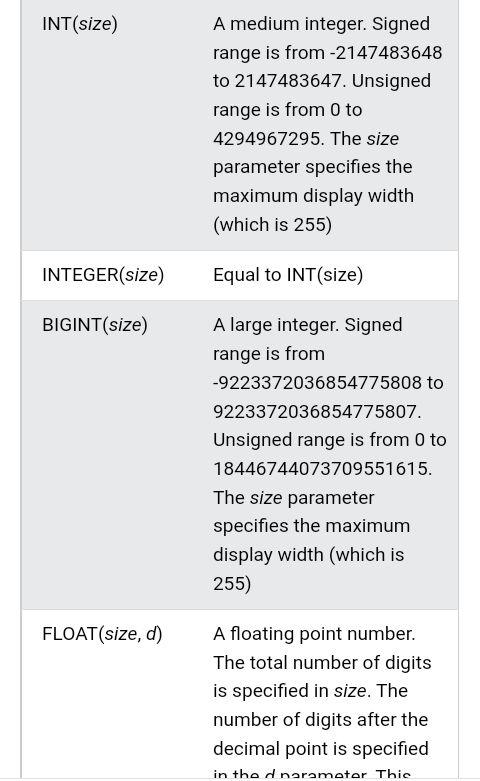 INT(size)
A medium integer. Signed
range is from -2147483648
to 2147483647. Unsigned
range is from 0 to
4294967295. The size
parameter specifies the
maximum display width
(which is 255)
INTEGER(size)
Equal to INT(size)
BIGINT(size)
A large integer. Signed
range is from
-9223372036854775808 to
9223372036854775807.
Unsigned range is from 0 to
18446744073709551615.
The size parameter
specifies the maximum
display width (which is
255)
FLOAT(size, d)
A floating point number.
The total number of digits
is specified in size. The
number of digits after the
decimal point is specified
in the d parameter. This